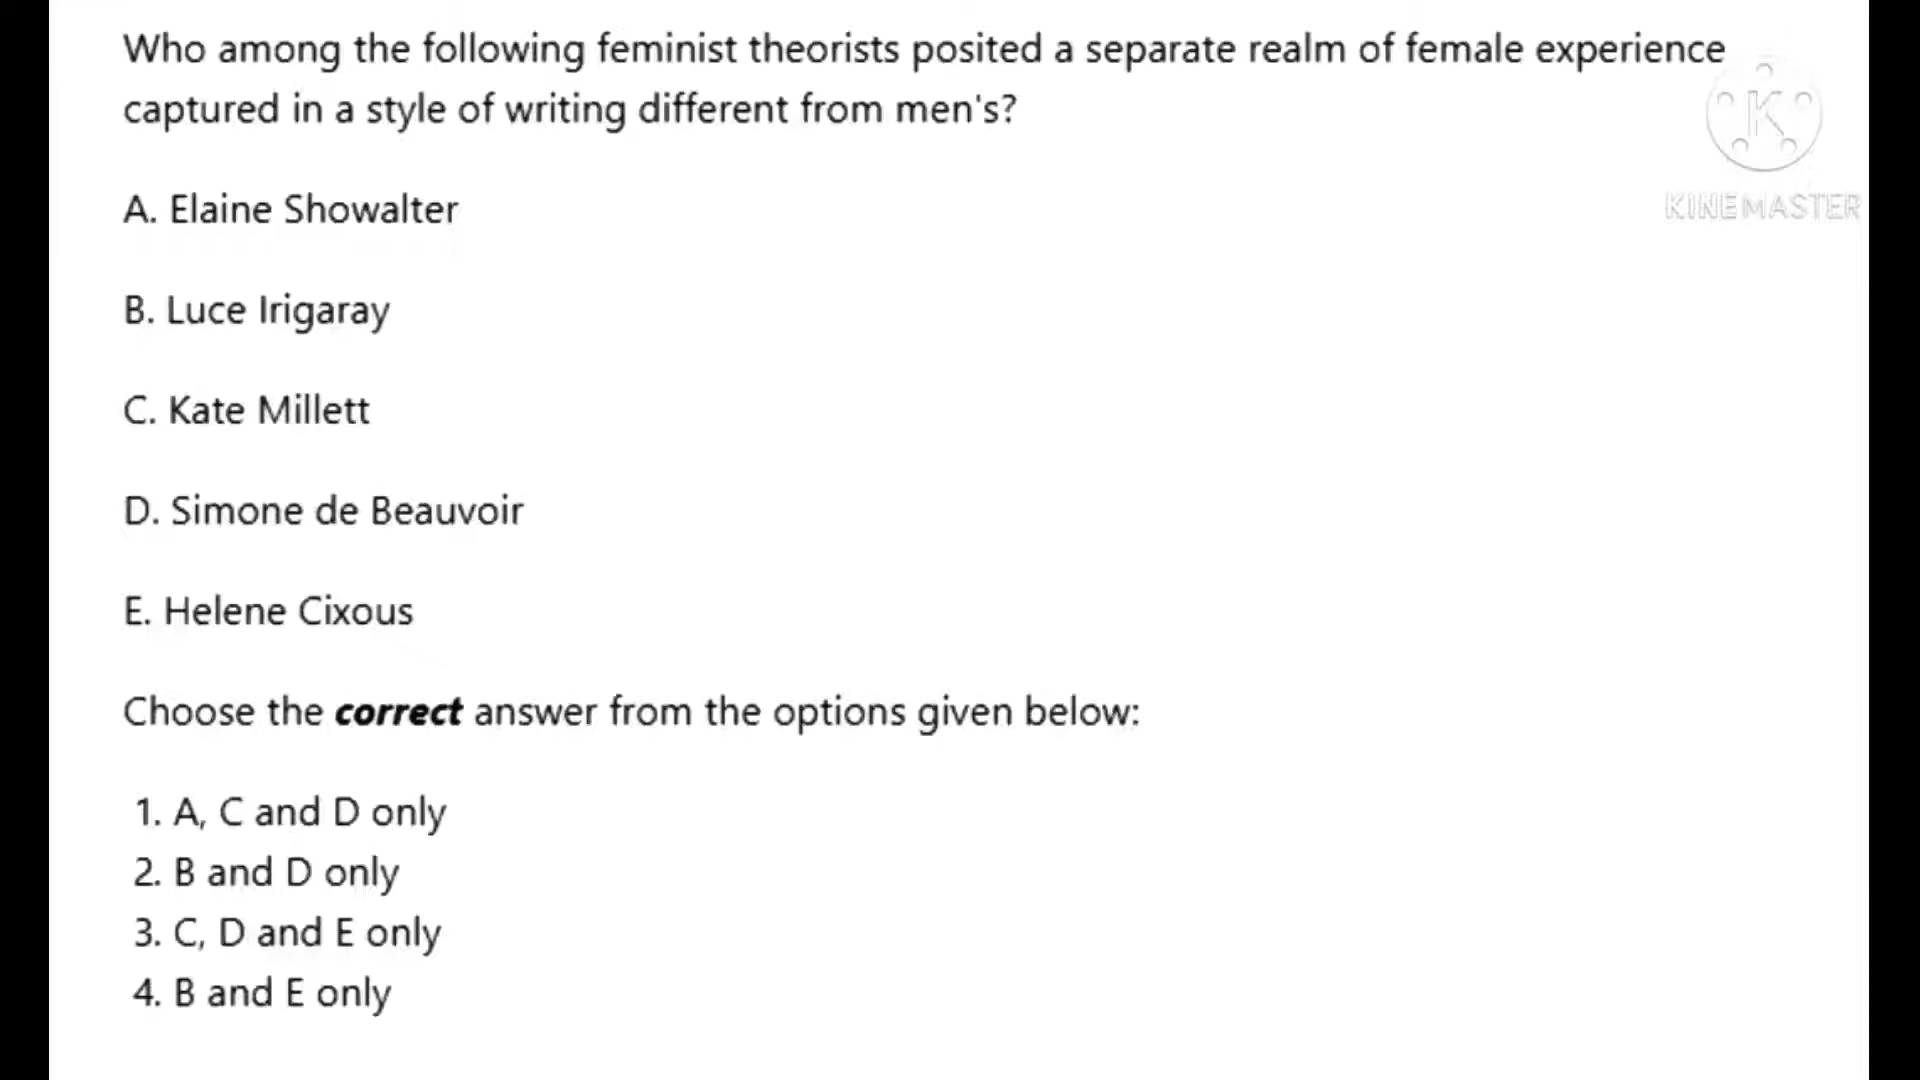 Who among the following feminist theorists posited a separate realm of female experience
captured in a style of writing different from men's?
K
KINEMASTER
A. Elaine Showalter
B. Luce Irigaray
C. Kate Millett
D. Simone de Beauvoir
E. Helene Cixous
Choose the correct answer from the options given below:
1. A, C and D only
2. B and D only
3. C, D and E only
4. B and E only